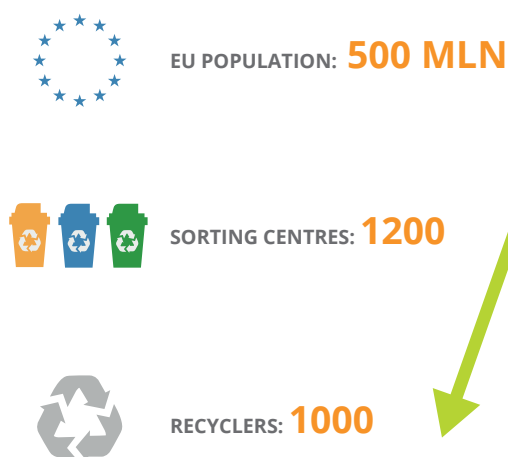 EU POPULATION: 500 MLN
SORTING CENTRES: 1200
RECYCLERS: 1000